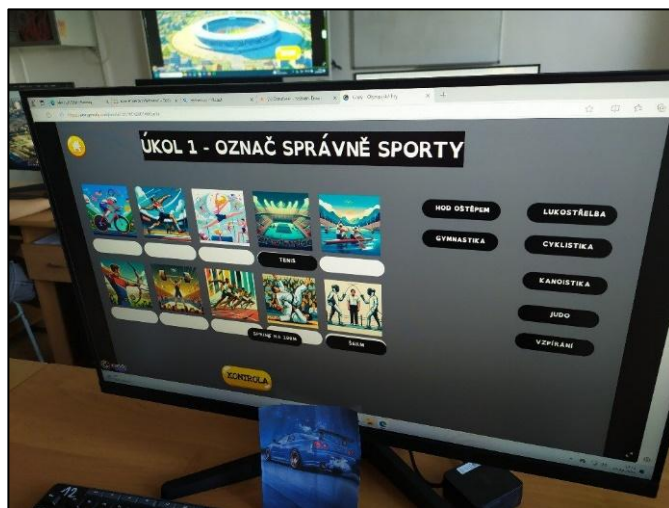 ÚKOL 1 - OZNAČ SPRÁVNĚ SPORTY
HOD OŠTĚPEM
LUKOSTŘELBA
GYMNASTIKA
CYKLISTIKA
TENIS
KANOISTIKA
JUDO
SPRINT NA 100M
ŠERM
VZPÍRÁNÍ
KONTROLA
12